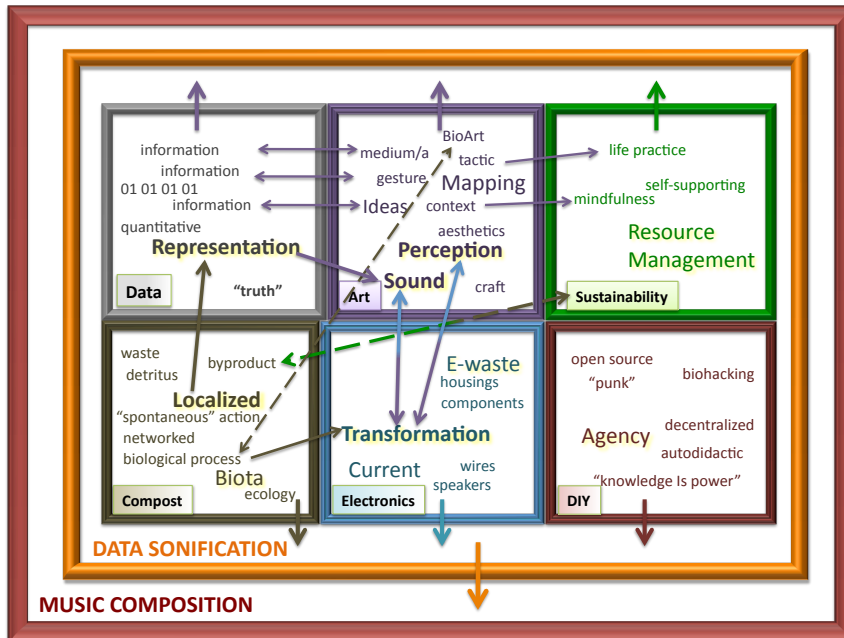 information
information
01 01 01 01
information
quantitative
Representation
"truth"
Data
BioArt
medium/a
tactic
gesture
Mapping
Ideas
context
aesthetics
Perception
Sound
craft
Art
life practice
self-supporting
mindfulness
Resource
Management
Sustainability
waste
byproduct
detritus
Localized
"spontaneous" action
networked
biological process
Biota
ecology
Compost
E-waste
housings
components
Transformation
Current
wires
speakers
Electronics
open source
"punk"
biohacking
decentralized
Agency
autodidactic
"knowledge Is power"
DIY
DATA SONIFICATION
MUSIC COMPOSITION